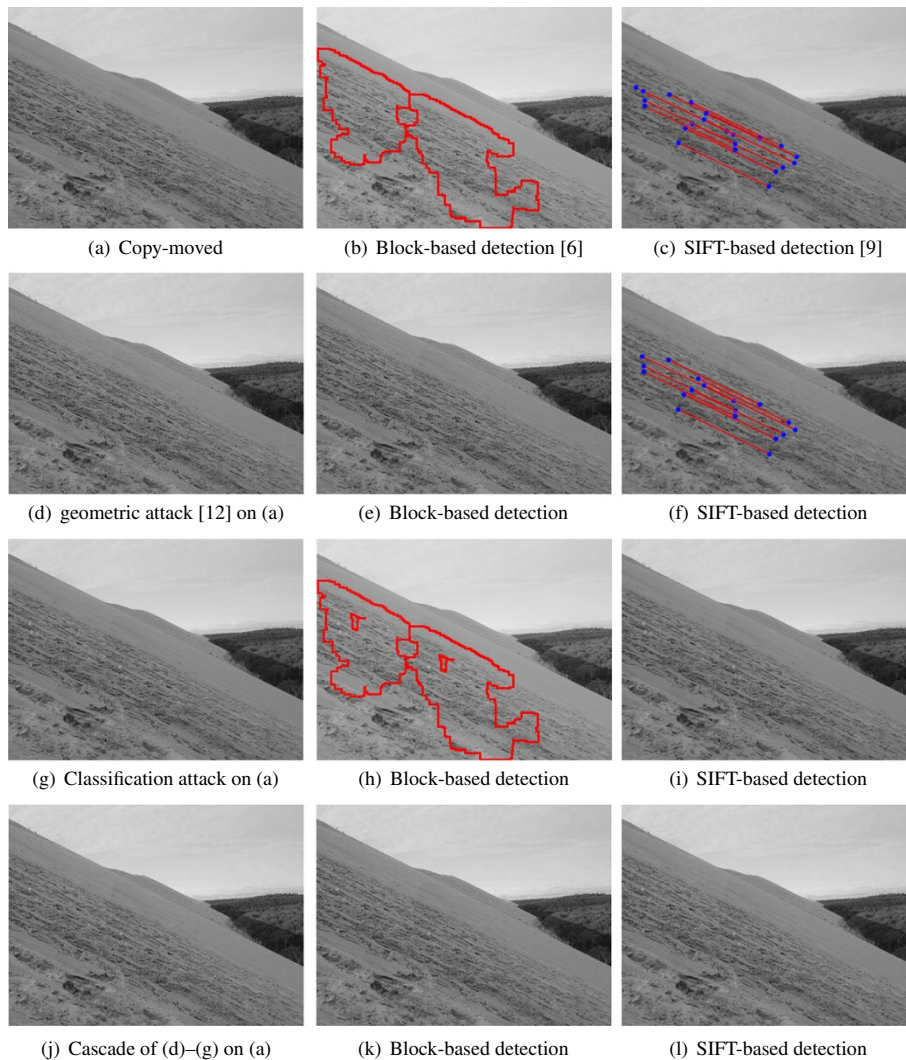 (a) Copy-moved
(b) Block-based detection [6]
(c) SIFT-based detection [9]
(d) geometric attack [12] on (a)
(e) Block-based detection
(f) SIFT-based detection
(g) Classification attack on (a)
(h) Block-based detection
(i) SIFT-based detection
(j) Cascade of (d)–(g) on (a)
(k) Block-based detection
(l) SIFT-based detection